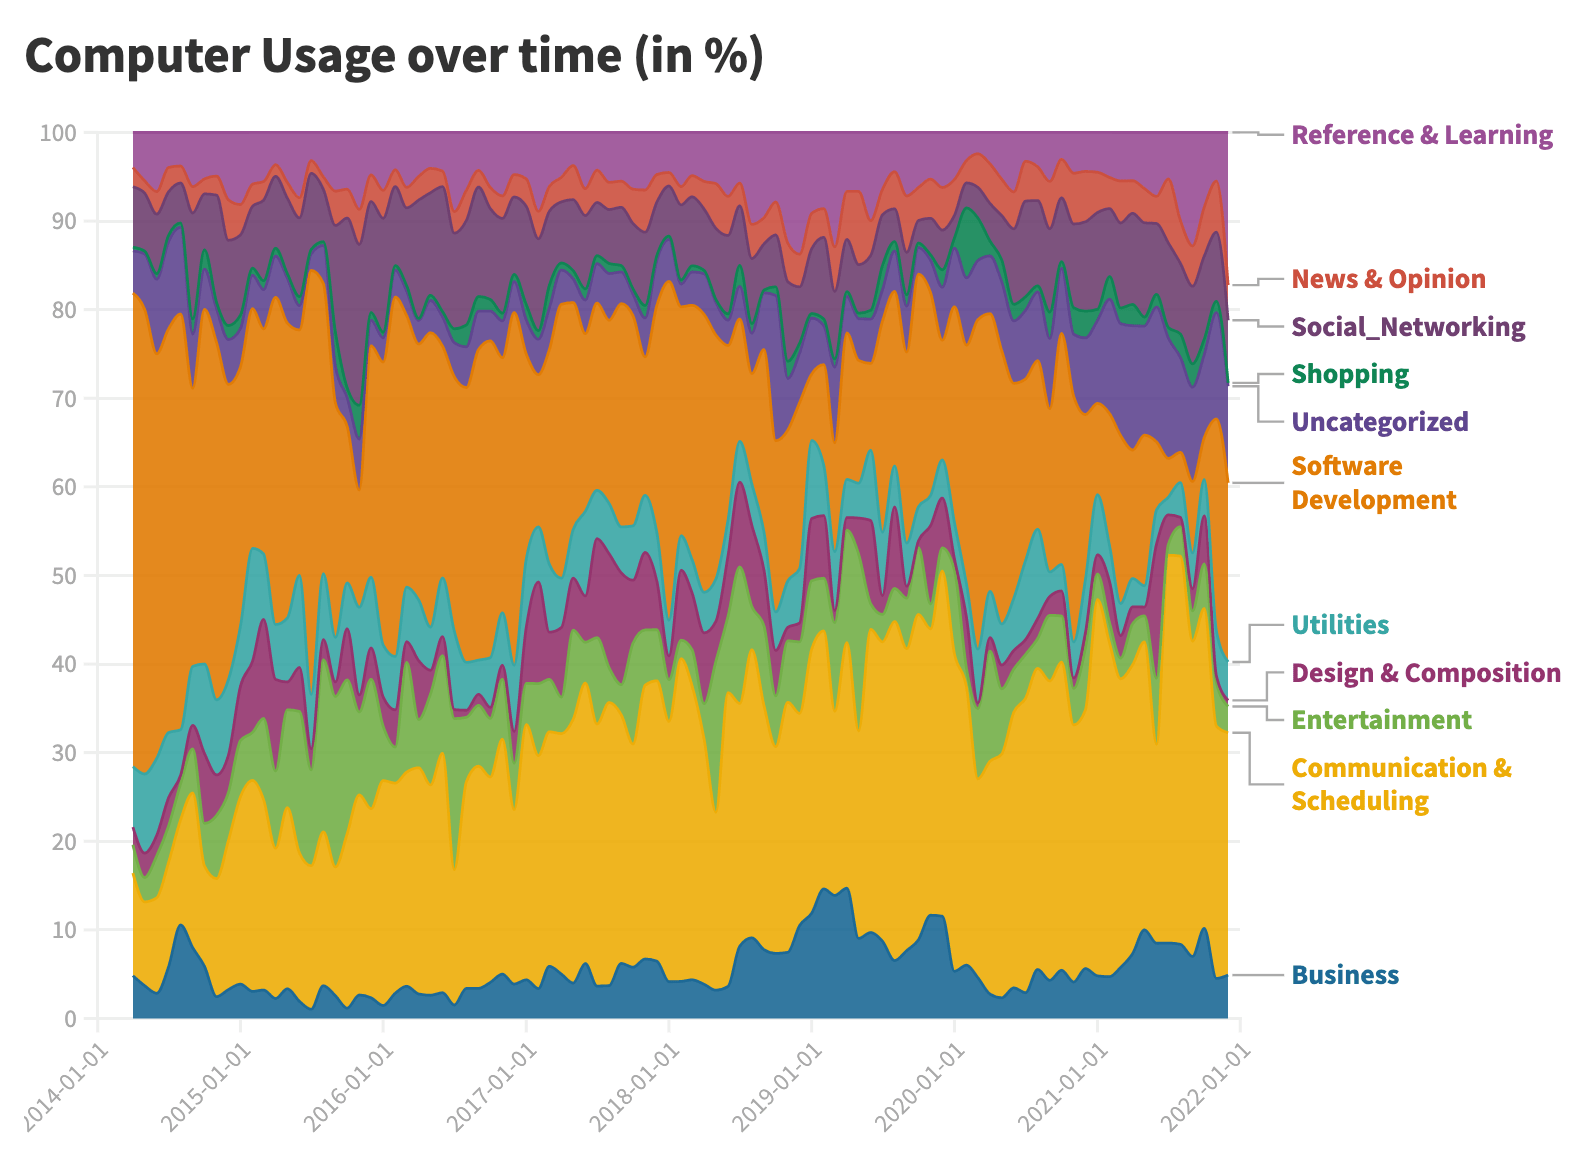 Computer Usage over time (in %)
100
90
80
70
60
50
40
30
20
10
0
2014-01-01
2015-01-01
2016-01-01
2017-01-01
2018-01-01
2019-01-01
2020-01-01
2021-01-01
2022-01-01
Reference & Learning
News & Opinion
Social_Networking
Shopping
Uncategorized
Software
Development
Utilities
Design & Composition
Entertainment
Communication &
Scheduling
Business